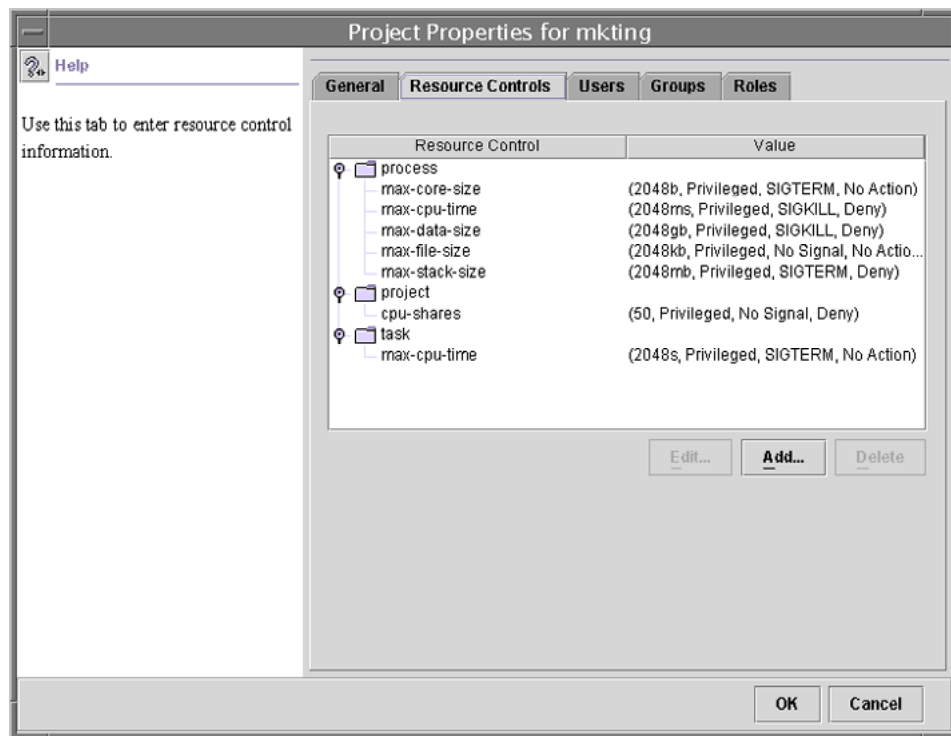 Project Properties for mkting
Help
Use this tab to enter resource control
information.
General Resource Controls Users Groups Roles
Resource Control Value
process
max-core-size (2048b, Privileged, SIGTERM, No Action)
max-cpu-time (2048ms, Privileged, SIGKILL, Deny)
max-data-size (2048gb, Privileged, SIGKILL, Deny)
max-file-size (2048kb, Privileged, No Signal, No Actio...
max-stack-size (2048mb, Privileged, SIGTERM, Deny)
project
cpu-shares (50, Privileged, No Signal, Deny)
task
max-cpu-time (2048s, Privileged, SIGTERM, No Action)
Edit... Add... Delete
OK Cancel